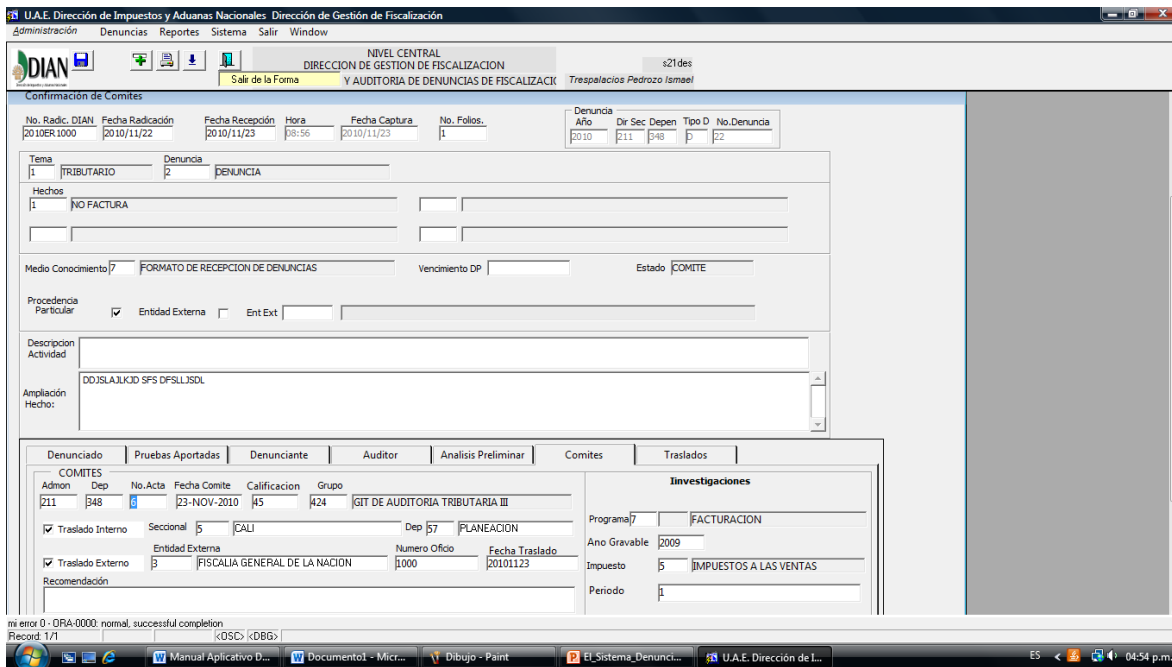 U.A.E. Dirección de Impuestos y Aduanas Nacionales Dirección de Gestión de Fiscalización
Administración Denuncias Reportes Sistema Salir Window
DIAN
NIVEL CENTRAL
DIRECCION DE GESTION DE FISCALIZACION s21des
Salir de la Forma Y AUDITORIA DE DENUNCIAS DE FISCALIZACIC Trespalacios Pedrozo Ismael
Confirmación de Comites
No. Radic. DIAN Fecha Radicación Fecha Recepción Hora Fecha Captura No. Folios.
2010ER1000 2010/11/22 2010/11/23 08:56 2010/11/23 1
Denuncia
Año Dir Sec Depen Tipo D No.Denuncia
2010 211 348 D 22
Tema Denuncia
1 TRIBUTARIO 2 DENUNCIA
Hechos
1 NO FACTURA
Medio Conocimiento 7 FORMATO DE RECEPCION DE DENUNCIAS Vencimiento DP Estado COMITE
Procedencia
Particular Entidad Externa Ent Ext
Descripcion
Actividad
DDJSLAJLKJD SFS DFSLLJSDL
Ampliación
Hecho:
Denunciado Pruebas Aportadas Denunciante Auditor Analisis Preliminar Comites Traslados
COMITES
Admon Dep No.Acta Fecha Comite Calificacion Grupo
211 348 6 23-NOV-2010 45 424 GIT DE AUDITORIA TRIBUTARIA III
Traslado Interno Seccional 5 CALI Dep 57 PLANEACION
Entidad Externa Numero Oficio Fecha Traslado
Traslado Externo 3 FISCALIA GENERAL DE LA NACION 1000 20101123
Recomendación
Iinvestigaciones
Programa 7 FACTURACION
Ano Gravable 2009
Impuesto 5 IMPUESTOS A LAS VENTAS
Periodo 1
mi error 0 - ORA-0000: normal, successful completion
Record: 1/1 <OSC> <DBG>
Manual Aplicativo D... Documento1 - Micr... Dibujo - Paint El_Sistema_Denunci... U.A.E. Dirección de I... ES 04:54 p.m.